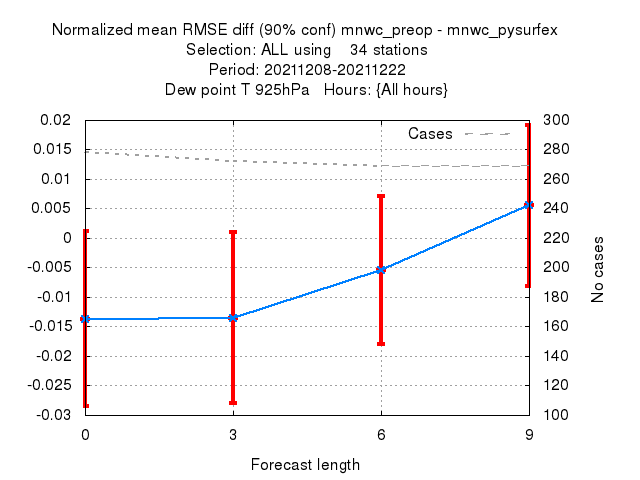 Normalized mean RMSE diff (90% conf) mnwc_preop - mnwc_pysurfex
Selection: ALL using    34 stations
Period: 20211208-20211222
Dew point T 925hPa   Hours: {All hours}
Cases
0.02
0.015
0.01
0.005
0
-0.005
-0.01
-0.015
-0.02
-0.025
-0.03
300
280
260
240
220
200
180
160
140
120
100
No cases
0 3 6 9
Forecast length